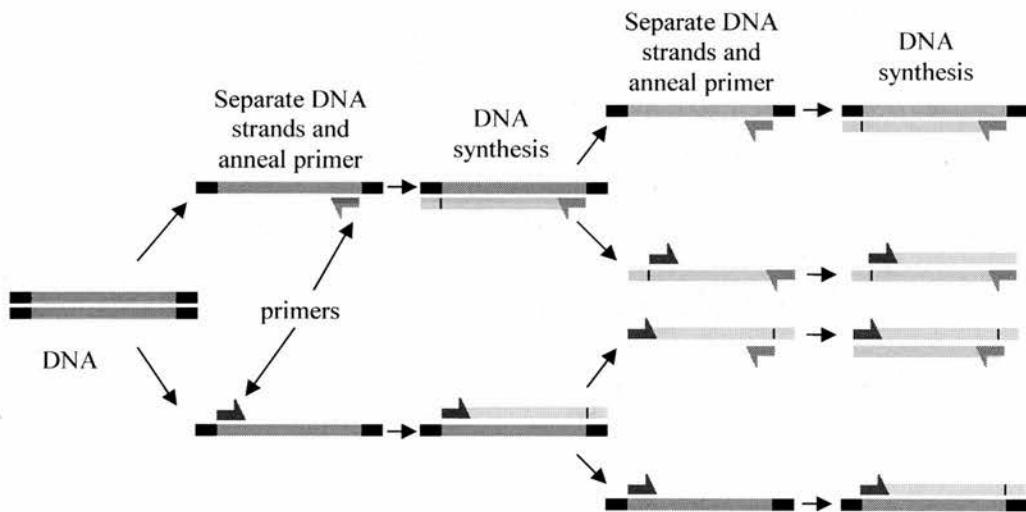 Separate DNA
strands and
anneal primer
DNA
synthesis
Separate DNA
strands and
anneal primer
DNA
synthesis
primers
DNA